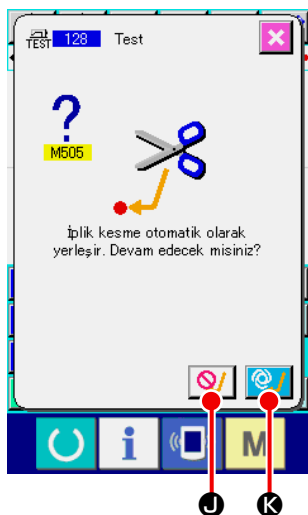 TEST 128 Test
M505
İplik kesme otomatik olarak
yerleşir. Devam edecek misiniz?
M
J K